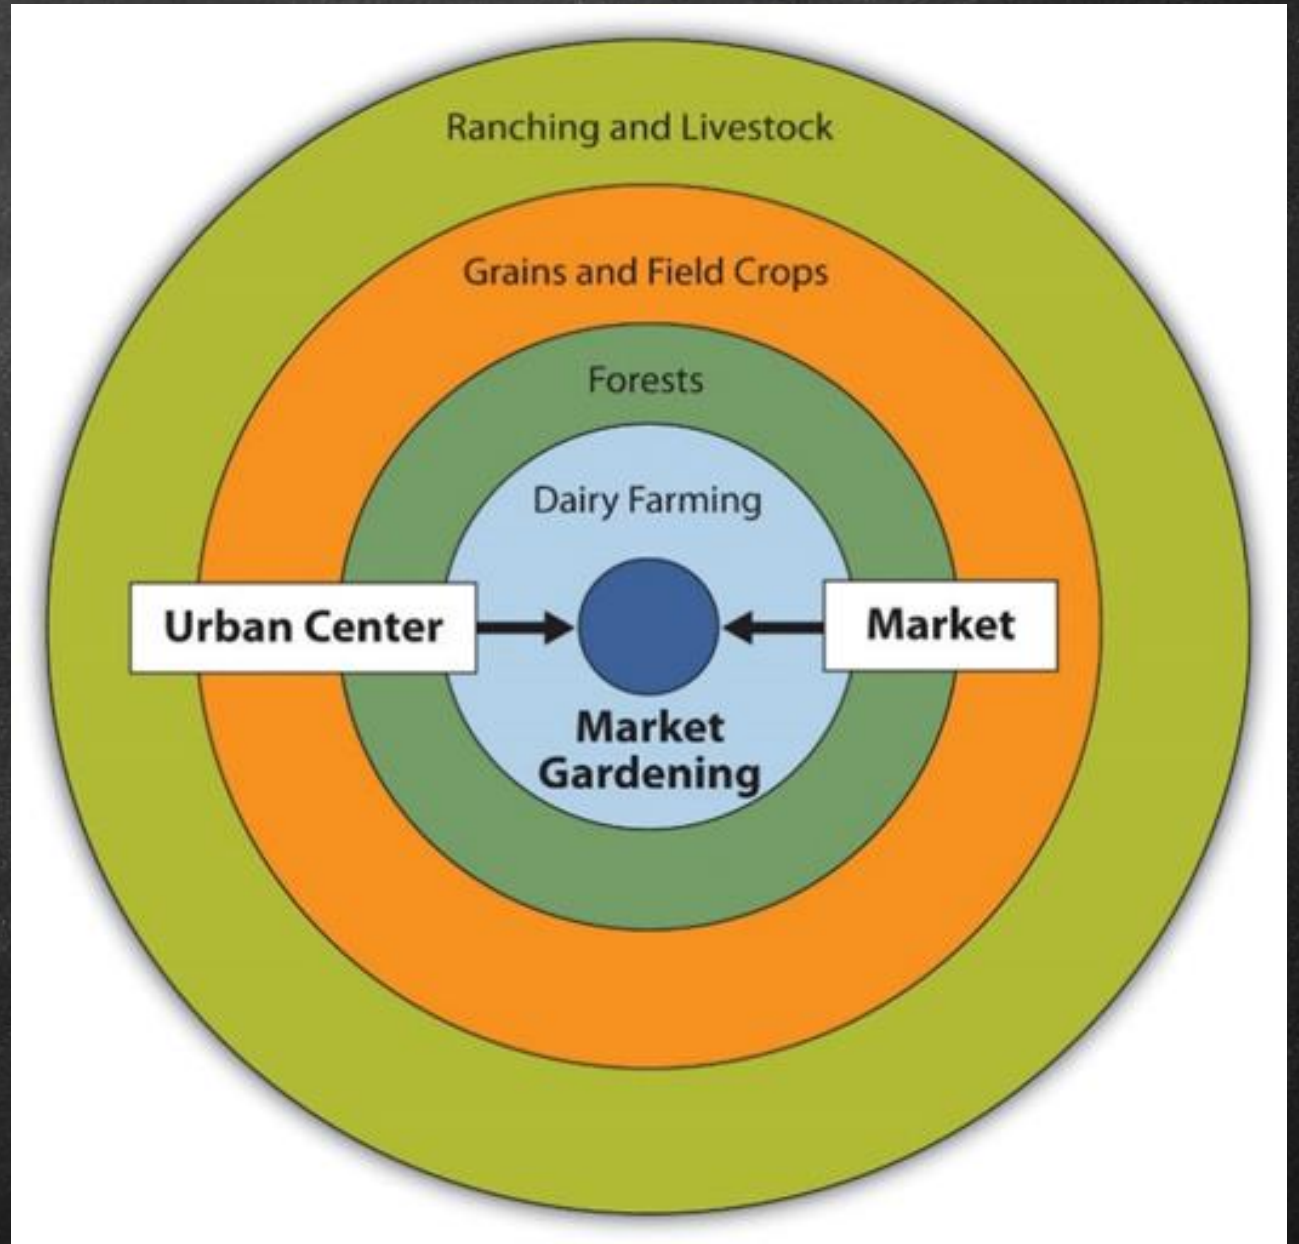 Ranching and Livestock
Grains and Field Crops
Forests
Dairy Farming
Urban Center
Market
Market
Gardening